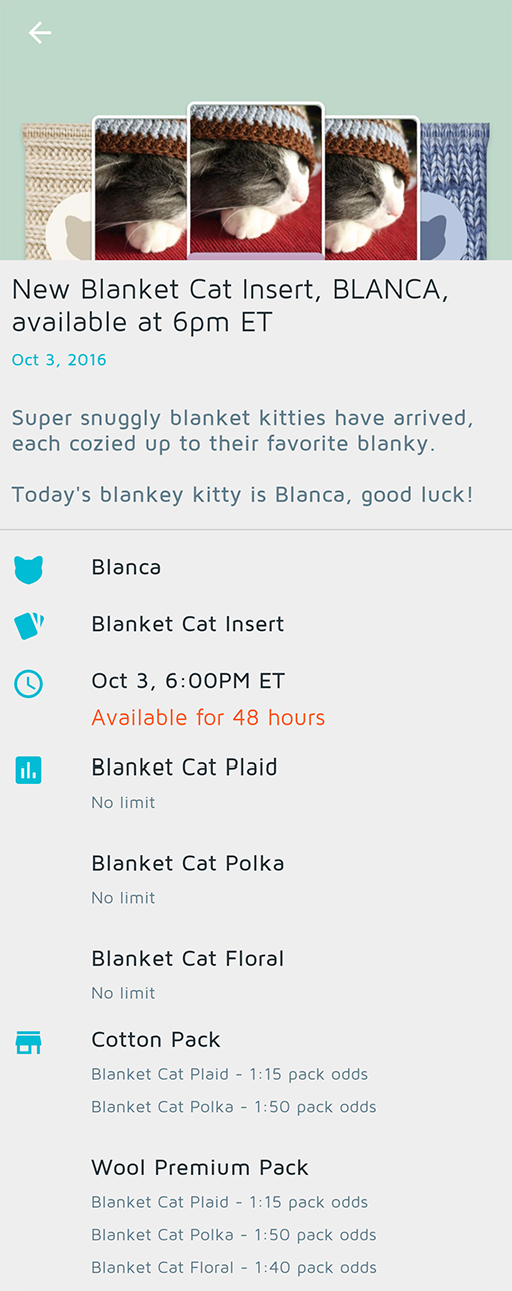 New Blanket Cat Insert, BLANCA,
available at 6pm ET
Oct 3, 2016
Super snuggly blanket kitties have arrived,
each cozied up to their favorite blanky.
Today's blankey kitty is Blanca, good luck!
Blanca
Blanket Cat Insert
Oct 3, 6:00PM ET
Available for 48 hours
Blanket Cat Plaid
No limit
Blanket Cat Polka
No limit
Blanket Cat Floral
No limit
Cotton Pack
Blanket Cat Plaid - 1:15 pack odds
Blanket Cat Polka - 1:50 pack odds
Wool Premium Pack
Blanket Cat Plaid - 1:15 pack odds
Blanket Cat Polka - 1:50 pack odds
Blanket Cat Floral - 1:40 pack odds